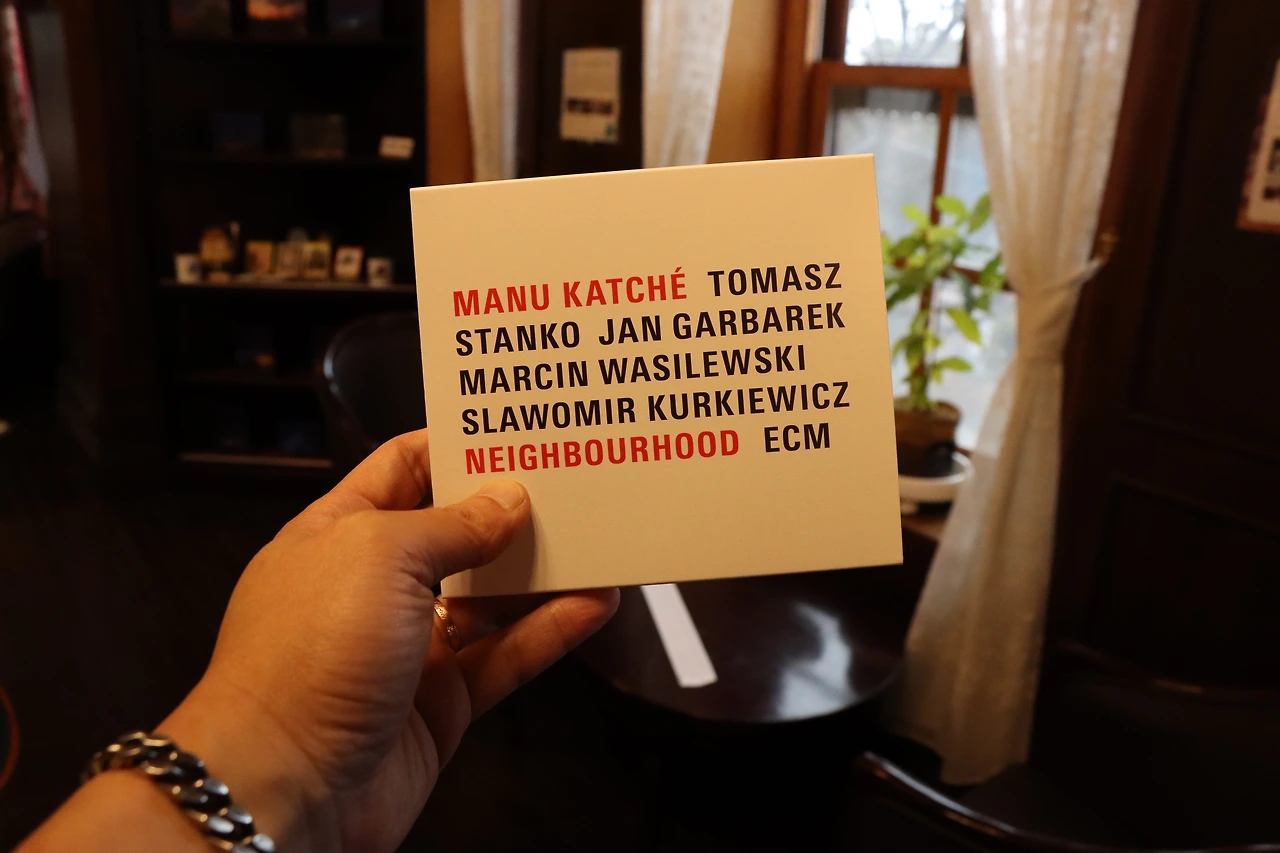 MANU KATCHÉ TOMASZ
STANKO JAN GARBAREK
MARCIN WASILEWSKI
SLAWOMIR KURKIEWICZ
NEIGHBOURHOOD ECM